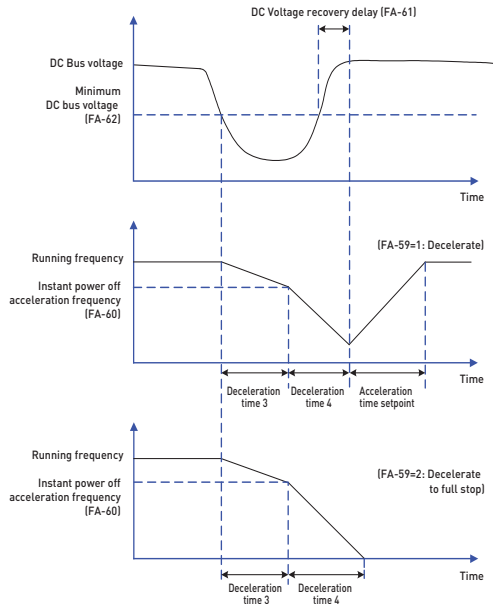 DC Voltage recovery delay (FA-61)
DC Bus voltage
Minimum
DC bus voltage
(FA-62)
Time
Running frequency
(FA-59=1: Decelerate)
Instant power off
acceleration frequency
(FA-60)
Time
Deceleration
time 3
Deceleration
time 4
Acceleration
time setpoint
Running frequency
Instant power off
acceleration frequency
(FA-60)
(FA-59=2: Decelerate
to full stop)
Time
Deceleration
time 3
Deceleration
time 4